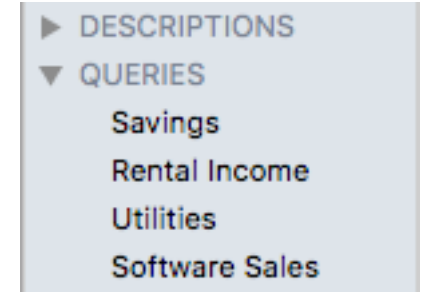 DESCRIPTIONS
QUERIES
Savings
Rental Income
Utilities
Software Sales